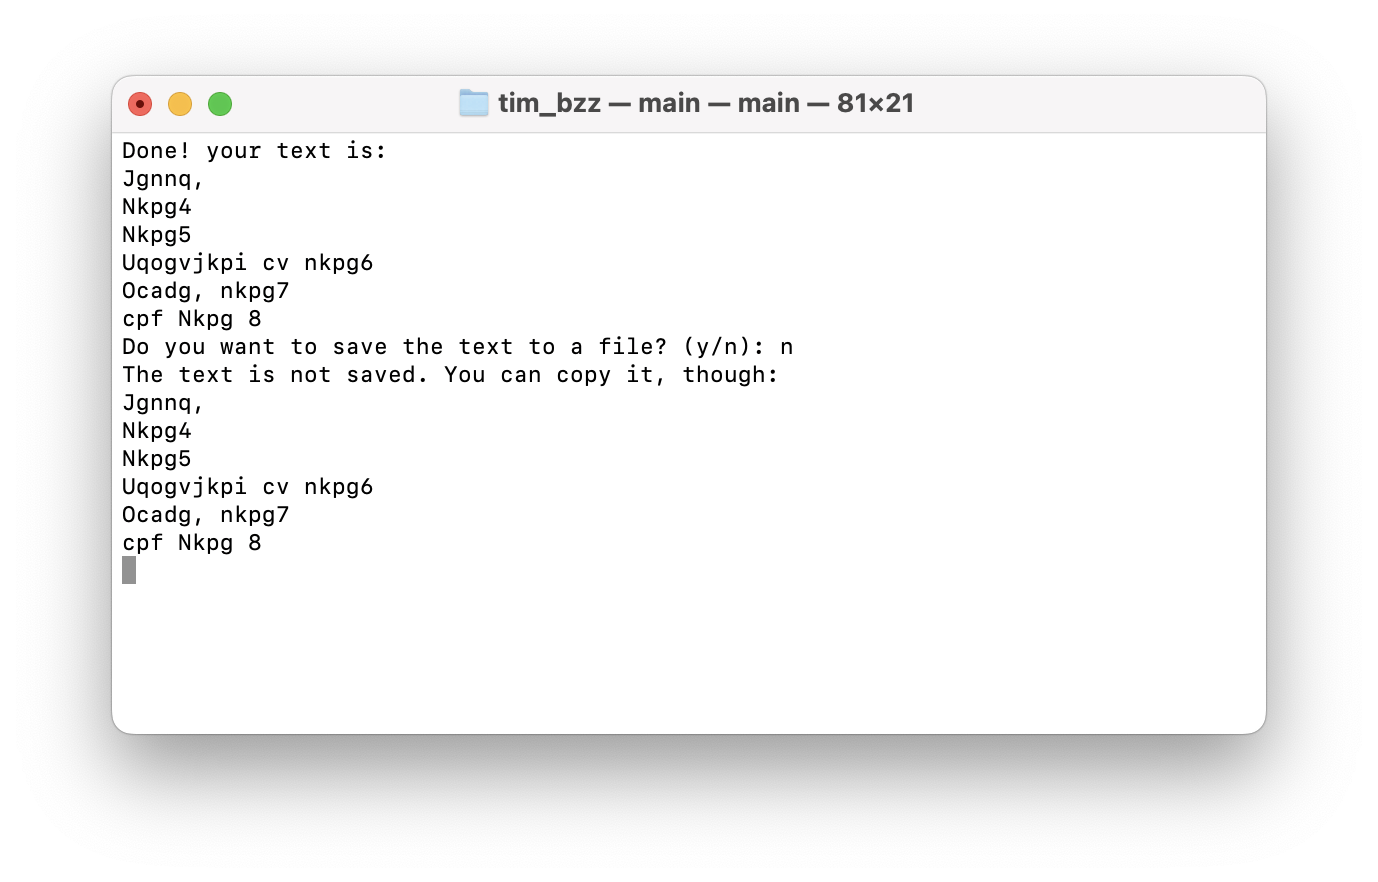 tim_bzz — main — main — 81×21
Done! your text is:
Jgnnq,
Nkpg4
Nkpg5
Uqogvjkpi cv nkpg6
Ocadg, nkpg7
cpf Nkpg 8
Do you want to save the text to a file? (y/n): n
The text is not saved. You can copy it, though:
Jgnnq,
Nkpg4
Nkpg5
Uqogvjkpi cv nkpg6
Ocadg, nkpg7
cpf Nkpg 8